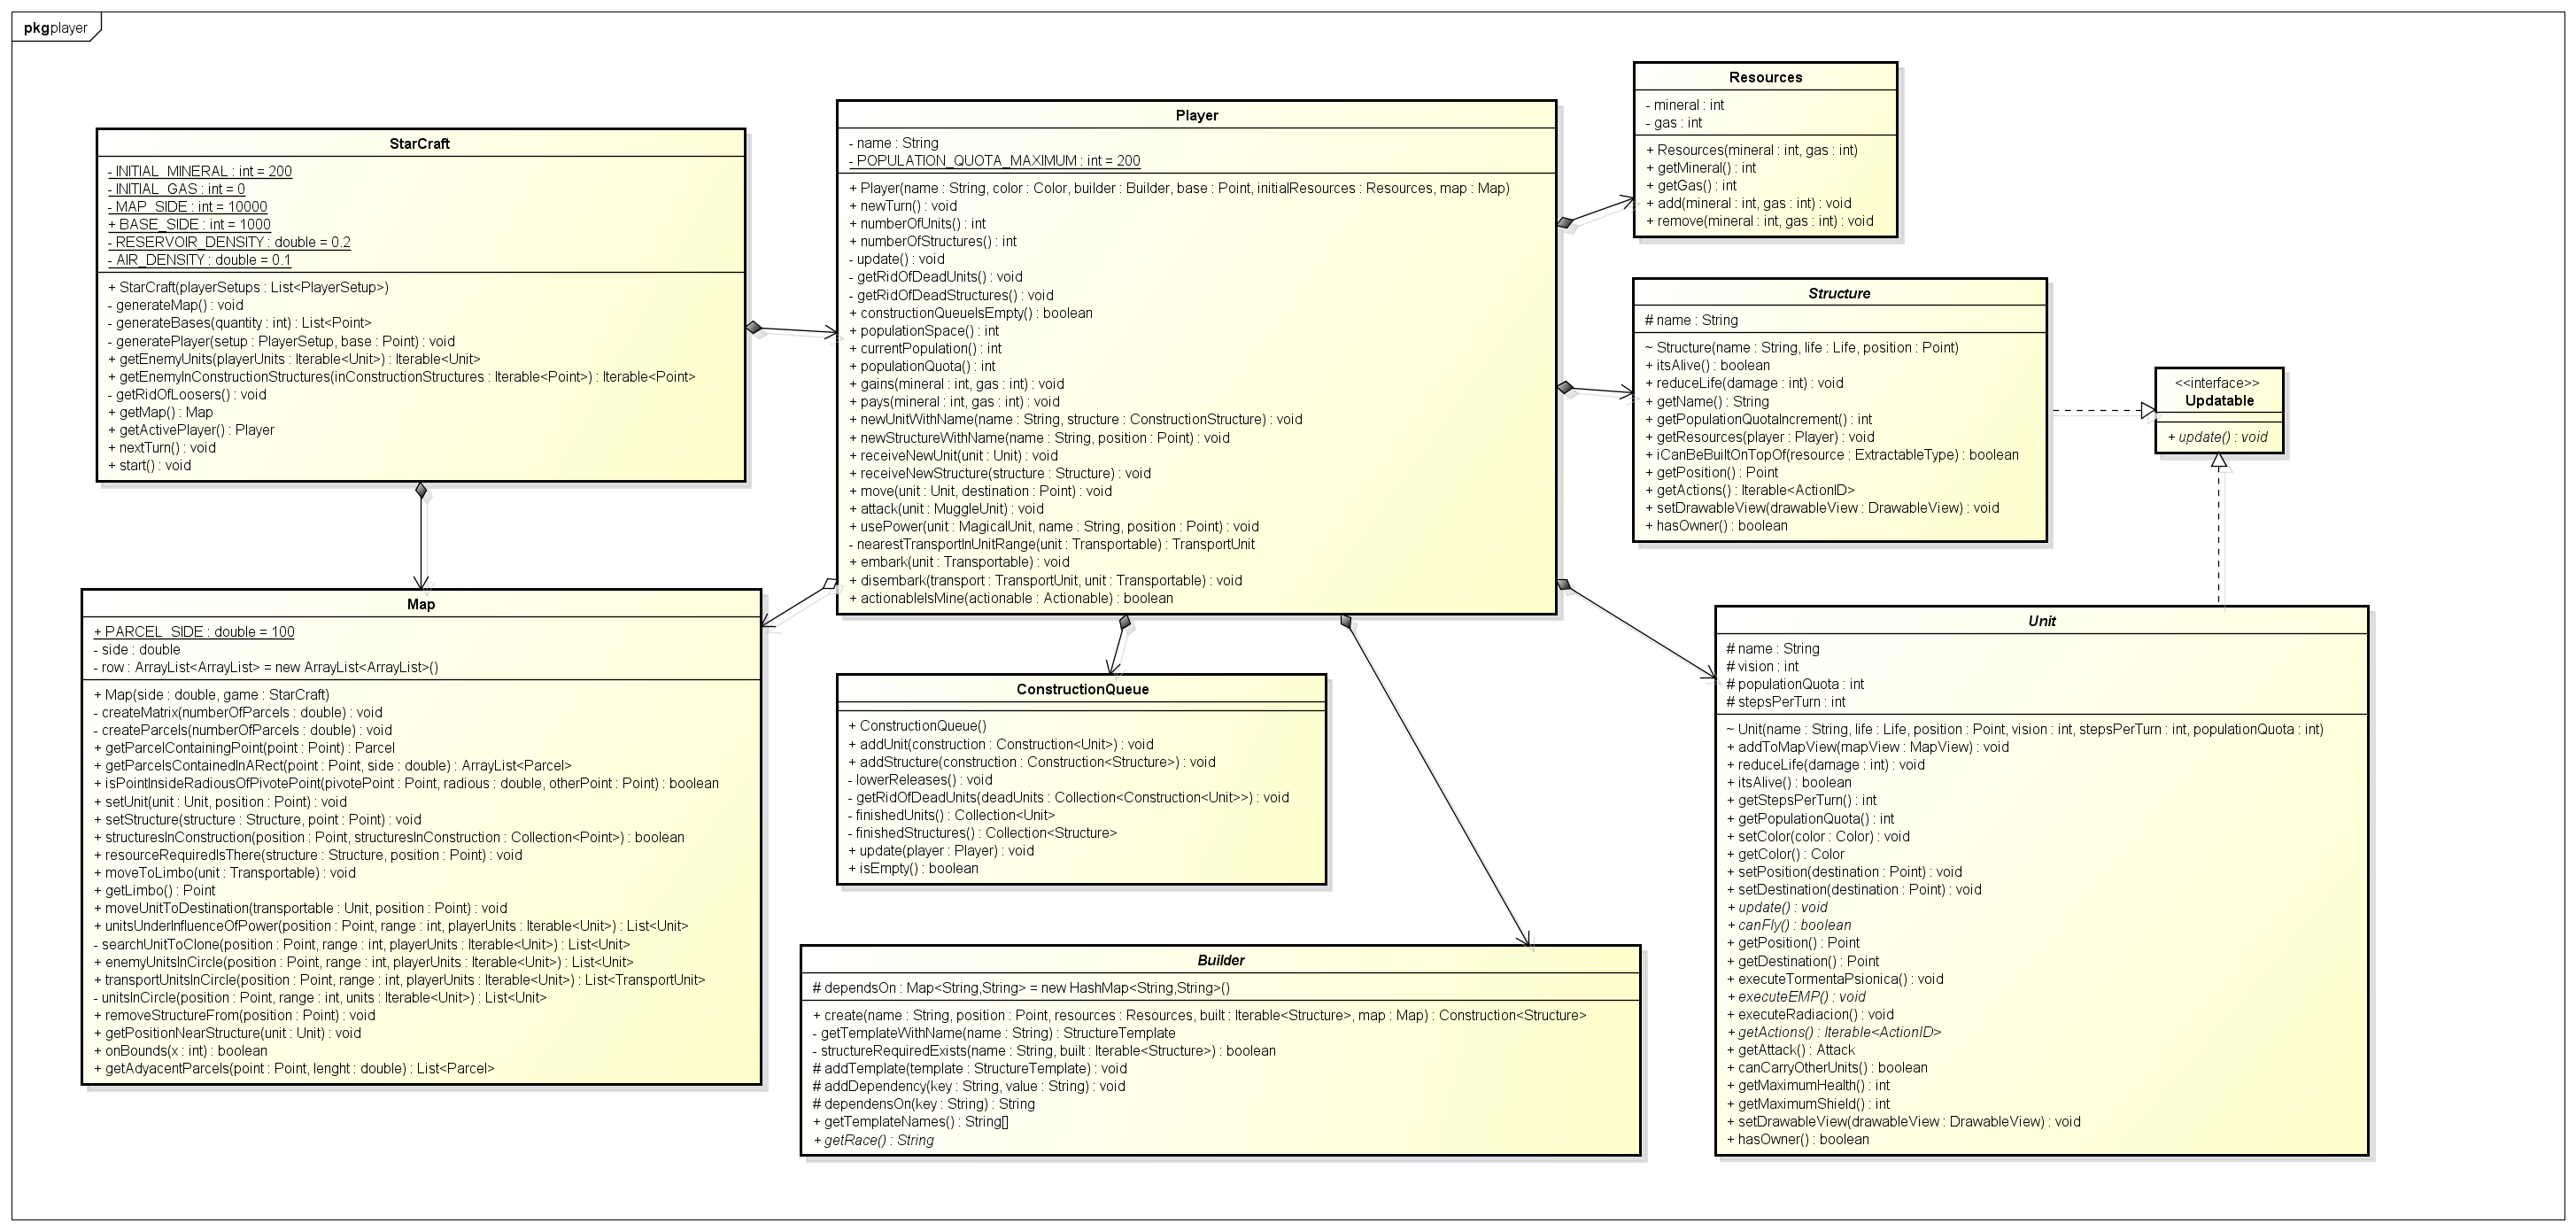 pkg player
StarCraft
- INITIAL_MINERAL : int = 200
- INITIAL_GAS : int = 0
- MAP_SIDE : int = 10000
+ BASE_SIDE : int = 1000
- RESERVOIR_DENSITY : double = 0.2
- AIR_DENSITY : double = 0.1
+ StarCraft(playerSetups : List<PlayerSetup>)
- generateMap() : void
- generateBases(quantity : int) : List<Point>
- generatePlayer(setup : PlayerSetup, base : Point) : void
+ getEnemyUnits(playerUnits : Iterable<Unit>) : Iterable<Unit>
+ getEnemyInConstructionStructures(inConstructionStructures : Iterable<Point>) : Iterable<Point>
- getRidOfLoosers() : void
+ getMap() : Map
+ getActivePlayer() : Player
+ nextTurn() : void
+ start() : void
Player
- name : String
- POPULATION_QUOTA_MAXIMUM : int = 200
+ Player(name : String, color : Color, builder : Builder, base : Point, initialResources : Resources, map : Map)
+ newTurn() : void
+ numberOfUnits() : int
+ numberOfStructures() : int
- update() : void
- getRidOfDeadUnits() : void
- getRidOfDeadStructures() : void
+ constructionQueueIsEmpty() : boolean
+ populationSpace() : int
+ currentPopulation() : int
+ populationQuota() : int
+ gains(mineral : int, gas : int) : void
+ pays(mineral : int, gas : int) : void
+ newUnitWithName(name : String, structure : ConstructionStructure) : void
+ newStructureWithName(name : String, position : Point) : void
+ receiveNewUnit(unit : Unit) : void
+ receiveNewStructure(structure : Structure) : void
+ move(unit : Unit, destination : Point) : void
+ attack(unit : MuggleUnit) : void
+ usePower(unit : MagicalUnit, name : String, position : Point) : void
- nearestTransportInUnitRange(unit : Transportable) : TransportUnit
+ embark(unit : Transportable) : void
+ disembark(transport : TransportUnit, unit : Transportable) : void
+ actionableIsMine(actionable : Actionable) : boolean
Resources
- mineral : int
- gas : int
+ Resources(mineral : int, gas : int)
+ getMineral() : int
+ getGas() : int
+ add(mineral : int, gas : int) : void
+ remove(mineral : int, gas : int) : void
Structure
# name : String
~ Structure(name : String, life : Life, position : Point)
+ itsAlive() : boolean
+ reduceLife(damage : int) : void
+ getName() : String
+ getPopulationQuotaIncrement() : int
+ getResources(player : Player) : void
+ iCanBeBuiltOnTopOf(resource : ExtractableType) : boolean
+ getPosition() : Point
+ getActions() : Iterable<ActionID>
+ setDrawableView(drawableView : DrawableView) : void
+ hasOwner() : boolean
<<interface>>
Updatable
+ update() : void
Map
+ PARCEL_SIDE : double = 100
- side : double
- row : ArrayList<ArrayList> = new ArrayList<ArrayList>()
+ Map(side : double, game : StarCraft)
- createMatrix(numberOfParcels : double) : void
- createParcels(numberOfParcels : double) : void
+ getParcelContainingPoint(point : Point) : Parcel
+ getParcelsContainedInARect(point : Point, side : double) : ArrayList<Parcel>
+ isPointInsideRadiousOfPivotePoint(pivotePoint : Point, radious : double, otherPoint : Point) : boolean
+ setUnit(unit : Unit, position : Point) : void
+ setStructure(structure : Structure, point : Point) : void
+ structuresInConstruction(position : Point, structuresInConstruction : Collection<Point>) : boolean
+ resourceRequiredIsThere(structure : Structure, position : Point) : void
+ moveToLimbo(unit : Transportable) : void
+ getLimbo() : Point
+ moveUnitToDestination(transportable : Unit, position : Point) : void
+ unitsUnderInfluenceOfPower(position : Point, range : int, playerUnits : Iterable<Unit>) : List<Unit>
- searchUnitToClone(position : Point, range : int, playerUnits : Iterable<Unit>) : List<Unit>
+ enemyUnitsInCircle(position : Point, range : int, playerUnits : Iterable<Unit>) : List<Unit>
+ transportUnitsInCircle(position : Point, range : int, playerUnits : Iterable<Unit>) : List<TransportUnit>
- unitsInCircle(position : Point, range : int, units : Iterable<Unit>) : List<Unit>
+ removeStructureFrom(position : Point) : void
+ getPositionNearStructure(unit : Unit) : void
+ onBounds(x : int) : boolean
+ getAdyacentParcels(point : Point, lenght : double) : List<Parcel>
ConstructionQueue
+ ConstructionQueue()
+ addUnit(construction : Construction<Unit>) : void
+ addStructure(construction : Construction<Structure>) : void
- lowerReleases() : void
- getRidOfDeadUnits(deadUnits : Collection<Construction<Unit>>) : void
- finishedUnits() : Collection<Unit>
- finishedStructures() : Collection<Structure>
+ update(player : Player) : void
+ isEmpty() : boolean
Builder
# dependsOn : Map<String,String> = new HashMap<String,String>()
+ create(name : String, position : Point, resources : Resources, built : Iterable<Structure>, map : Map) : Construction<Structure>
- getTemplateWithName(name : String) : StructureTemplate
- structureRequiredExists(name : String, built : Iterable<Structure>) : boolean
# addTemplate(template : StructureTemplate) : void
# addDependency(key : String, value : String) : void
# dependensOn(key : String) : String
+ getTemplateNames() : String[]
+ getRace() : String
Unit
# name : String
# vision : int
# populationQuota : int
# stepsPerTurn : int
~ Unit(name : String, life : Life, position : Point, vision : int, stepsPerTurn : int, populationQuota : int)
+ addToMapView(mapView : MapView) : void
+ reduceLife(damage : int) : void
+ itsAlive() : boolean
+ getStepsPerTurn() : int
+ getPopulationQuota() : int
+ setColor(color : Color) : void
+ getColor() : Color
+ setPosition(destination : Point) : void
+ setDestination(destination : Point) : void
+ update() : void
+ canFly() : boolean
+ getPosition() : Point
+ getDestination() : Point
+ executeTormentaPsionica() : void
+ executeEMP() : void
+ executeRadiacion() : void
+ getActions() : Iterable<ActionID>
+ getAttack() : Attack
+ canCarryOtherUnits() : boolean
+ getMaximumHealth() : int
+ getMaximumShield() : int
+ setDrawableView(drawableView : DrawableView) : void
+ hasOwner() : boolean